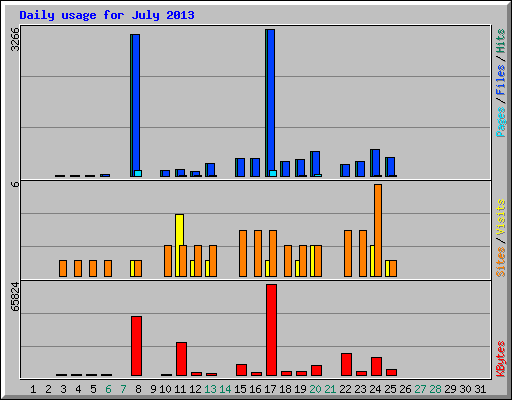 Daily usage for July 2013
3266
Pages/Files/Hits
6
Sites/Visits
65824
KBytes
1 2 3 4 5 6 7 8 9 10 11 12 13 14 15 16 17 18 19 20 21 22 23 24 25 26 27 28 29 30 31